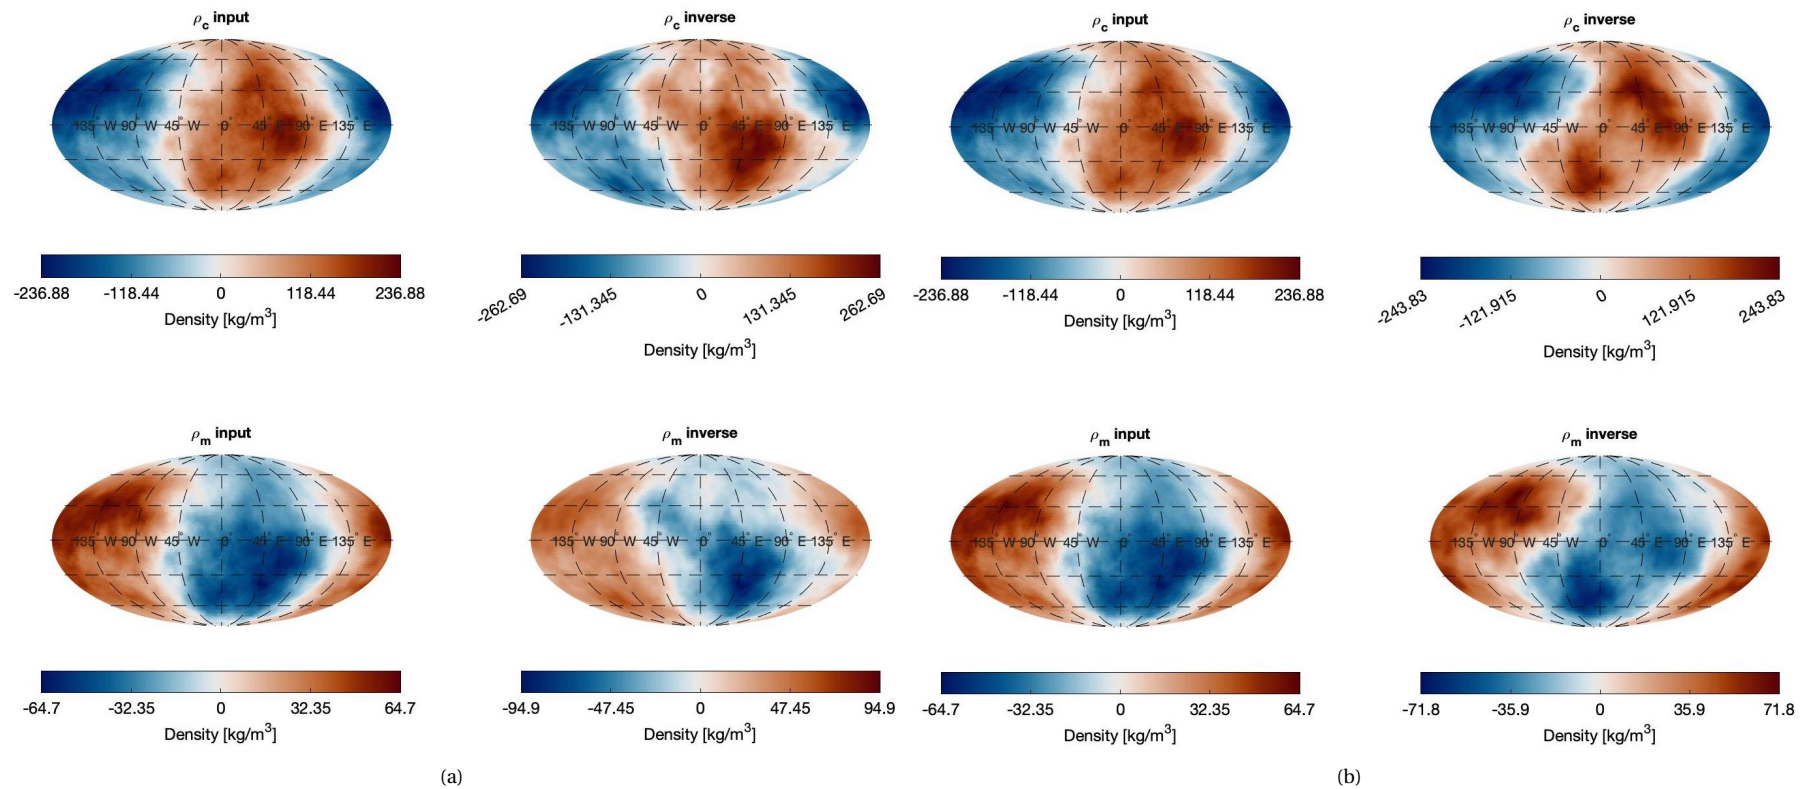 ρc input
ρc inverse
ρc input
ρc inverse
135° W 90° W 45° W 0° 45° E 90° E 135° E
135° W 90° W 45° W 0° 45° E 90° E 135° E
135° W 90° W 45° W 0° 45° E 90° E 135° E
135° W 90° W 45° W 0° 45° E 90° E 135° E
-236.88 -118.44 0 118.44 236.88
Density [kg/m³]
-262.69 -131.345 0 131.345 262.69
Density [kg/m³]
-236.88 -118.44 0 118.44 236.88
Density [kg/m³]
-243.83 -121.915 0 121.915 243.83
Density [kg/m³]
ρm input
ρm inverse
ρm input
ρm inverse
135° W 90° W 45° W 0° 45° E 90° E 135° E
135° W 90° W 45° W 0° 45° E 90° E 135° E
135° W 90° W 45° W 0° 45° E 90° E 135° E
135° W 90° W 45° W 0° 45° E 90° E 135° E
-64.7 -32.35 0 32.35 64.7
Density [kg/m³]
-94.9 -47.45 0 47.45 94.9
Density [kg/m³]
-64.7 -32.35 0 32.35 64.7
Density [kg/m³]
-71.8 -35.9 0 35.9 71.8
Density [kg/m³]
(a)
(b)